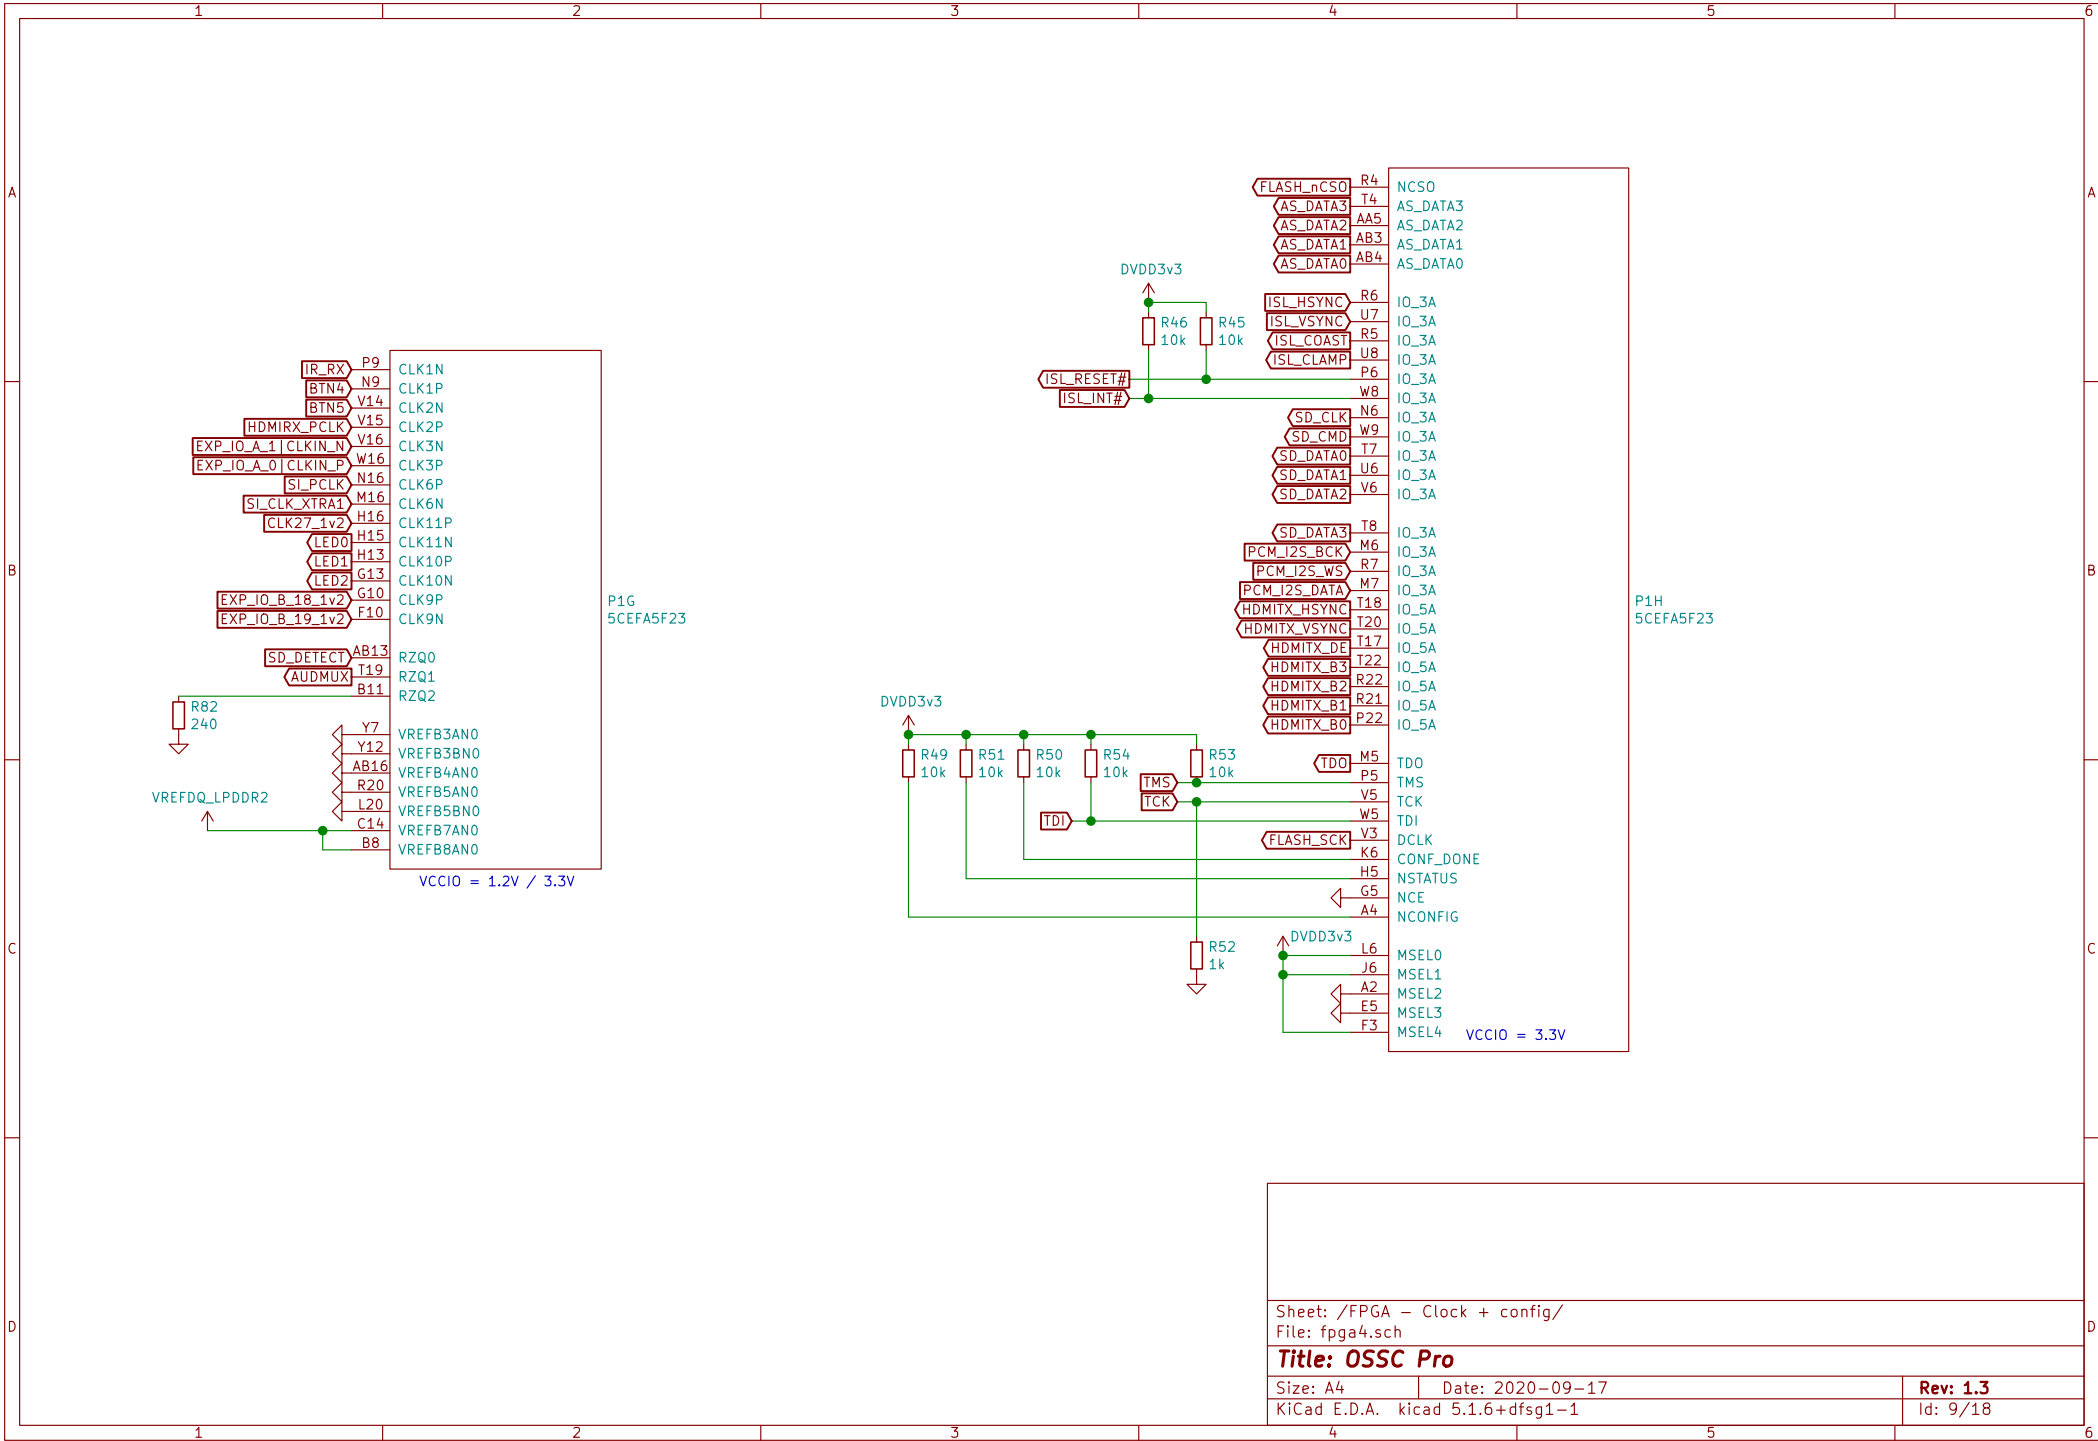 1 2 3 4 5 6
A
B
C
D
IR_RX P9 CLK1N
BTN4 N9 CLK1P
BTN5 V14 CLK2N
HDMIRX_PCLK V15 CLK2P
EXP_IO_A_1|CLKIN_N V16 CLK3N
EXP_IO_A_0|CLKIN_P W16 CLK3P
SI_PCLK N16 CLK6P
SI_CLK_XTRA1 M16 CLK6N
CLK27_1v2 H16 CLK11P
LED0 H15 CLK11N
LED1 H13 CLK10P
LED2 G13 CLK10N
EXP_IO_B_18_1v2 G10 CLK9P
EXP_IO_B_19_1v2 F10 CLK9N
SD_DETECT AB13 RZQ0
AUDMUX T19 RZQ1
B11 RZQ2
R82
240
Y7 VREFB3AN0
Y12 VREFB3BN0
AB16 VREFB4AN0
R20 VREFB5AN0
L20 VREFB5BN0
VREFDQ_LPDDR2
C14 VREFB7AN0
B8 VREFB8AN0
P1G
5CEFA5F23
VCCIO = 1.2V / 3.3V
FLASH_nCSO R4 NCSO
AS_DATA3 T4 AS_DATA3
AS_DATA2 AA5 AS_DATA2
AS_DATA1 AB3 AS_DATA1
AS_DATA0 AB4 AS_DATA0
DVDD3v3
R46
10k
R45
10k
ISL_HSYNC R6 IO_3A
ISL_VSYNC U7 IO_3A
ISL_COAST R5 IO_3A
ISL_CLAMP U8 IO_3A
ISL_RESET# P6 IO_3A
ISL_INT# W8 IO_3A
SD_CLK N6 IO_3A
SD_CMD W9 IO_3A
SD_DATA0 T7 IO_3A
SD_DATA1 U6 IO_3A
SD_DATA2 V6 IO_3A
SD_DATA3 T8 IO_3A
PCM_I2S_BCK M6 IO_3A
PCM_I2S_WS R7 IO_3A
PCM_I2S_DATA M7 IO_3A
HDMITX_HSYNC T18 IO_5A
HDMITX_VSYNC T20 IO_5A
HDMITX_DE T17 IO_5A
HDMITX_B3 T22 IO_5A
HDMITX_B2 R22 IO_5A
HDMITX_B1 R21 IO_5A
HDMITX_B0 P22 IO_5A
P1H
5CEFA5F23
DVDD3v3
R49
10k
R51
10k
R50
10k
R54
10k
R53
10k
TDO M5 TDO
TMS P5 TMS
TCK V5 TCK
TDI W5 TDI
FLASH_SCK V3 DCLK
K6 CONF_DONE
H5 NSTATUS
G5 NCE
A4 NCONFIG
R52
1k
DVDD3v3
L6 MSEL0
J6 MSEL1
A2 MSEL2
E5 MSEL3
F3 MSEL4
VCCIO = 3.3V
A
B
C
D
Sheet: /FPGA - Clock + config/
File: fpga4.sch
Title: OSSC Pro
Size: A4 Date: 2020-09-17 Rev: 1.3
KiCad E.D.A. kicad 5.1.6+dfsg1-1 Id: 9/18
1 2 3 4 5 6